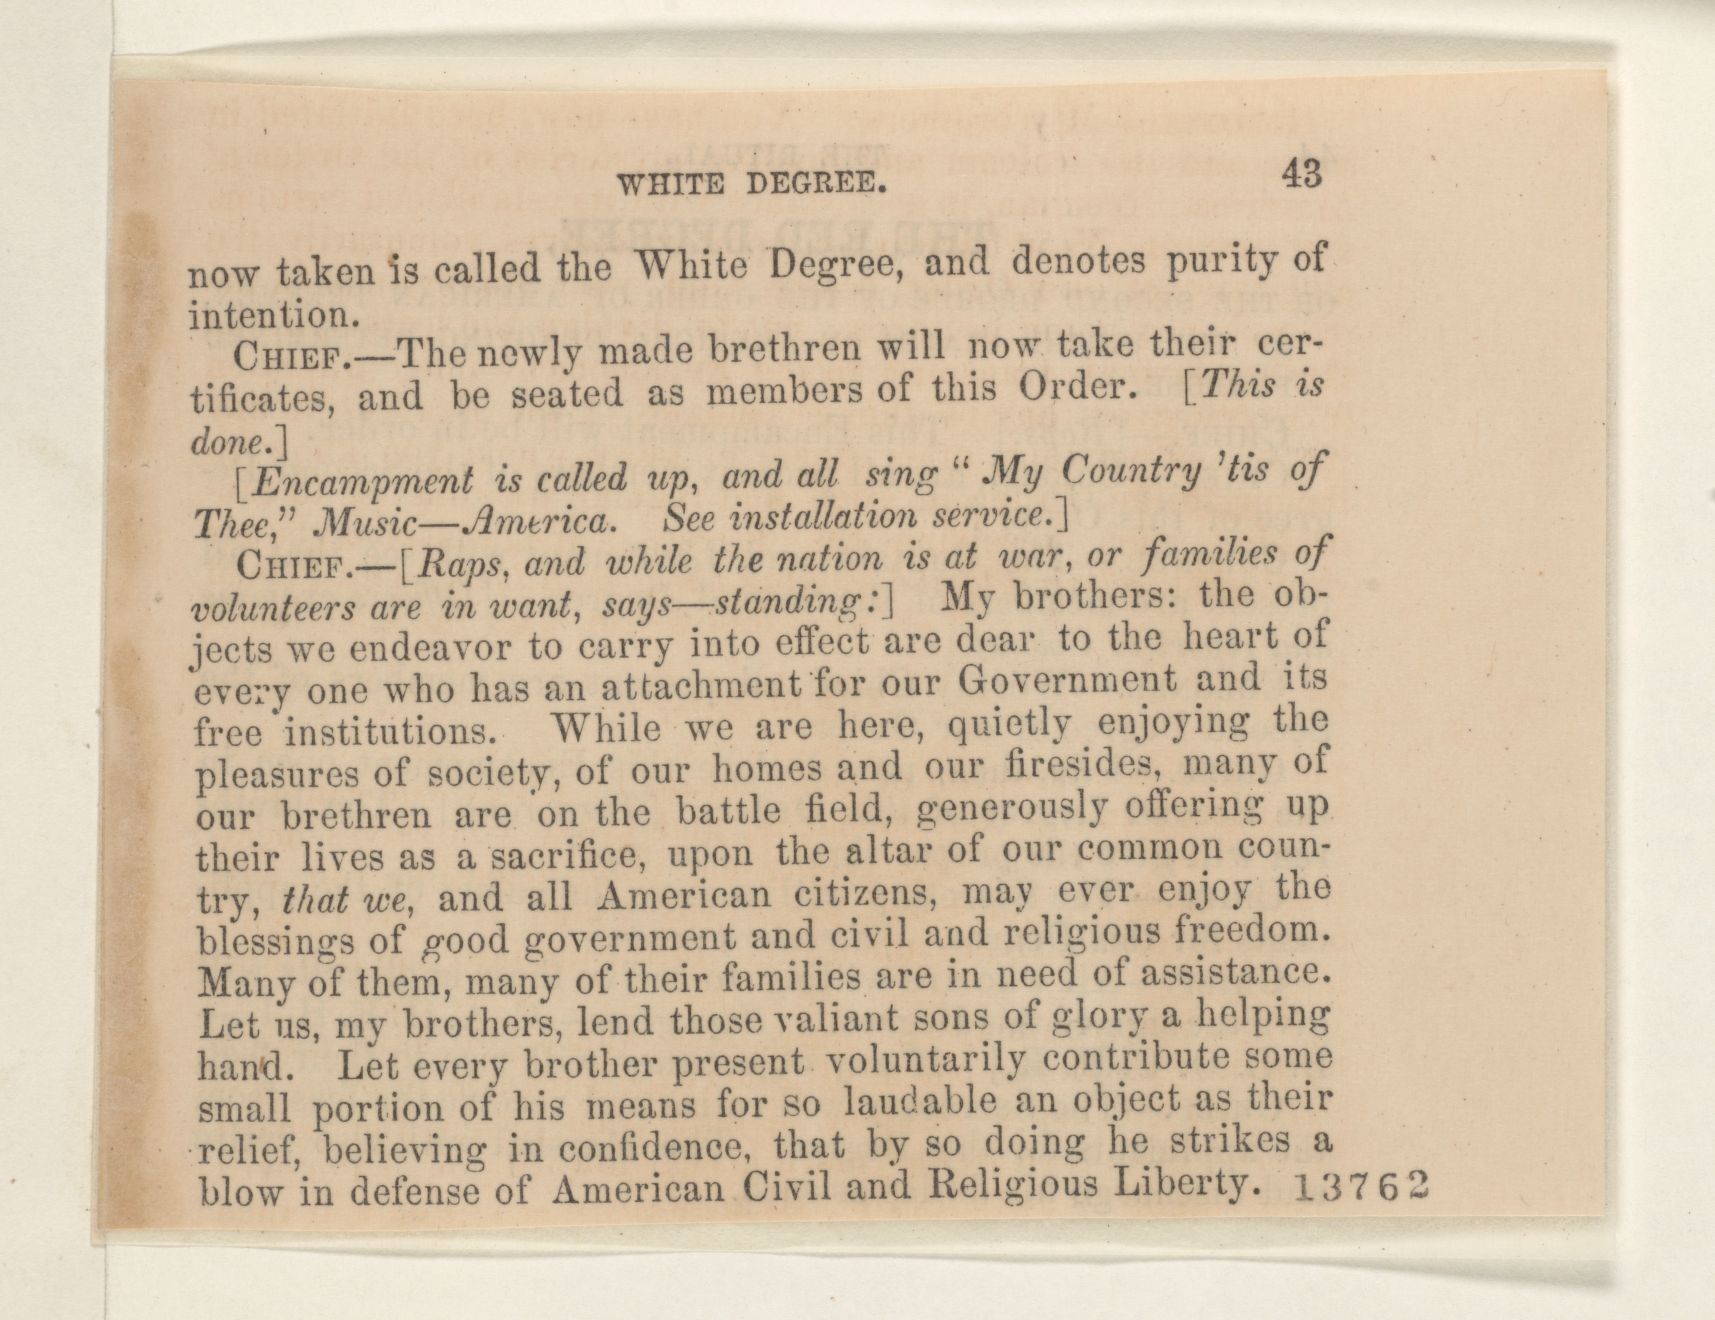 WHITE DEGREE. 43
now taken is called the White Degree, and denotes purity of
intention.
CHIEF.—The newly made brethren will now take their cer-
tificates, and be seated as members of this Order. [This is
done.]
[Encampment is called up, and all sing “ My Country ’tis of
Thee,” Music—America. See installation service.]
CHIEF.—[Raps, and while the nation is at war, or families of
volunteers are in want, says—standing:] My brothers: the ob-
jects we endeavor to carry into effect are dear to the heart of
every one who has an attachment for our Government and its
free institutions. While we are here, quietly enjoying the
pleasures of society, of our homes and our firesides, many of
our brethren are on the battle field, generously offering up
their lives as a sacrifice, upon the altar of our common coun-
try, that we, and all American citizens, may ever enjoy the
blessings of good government and civil and religious freedom.
Many of them, many of their families are in need of assistance.
Let us, my brothers, lend those valiant sons of glory a helping
hand. Let every brother present voluntarily contribute some
small portion of his means for so laudable an object as their
relief, believing in confidence, that by so doing he strikes a
blow in defense of American Civil and Religious Liberty. 13762